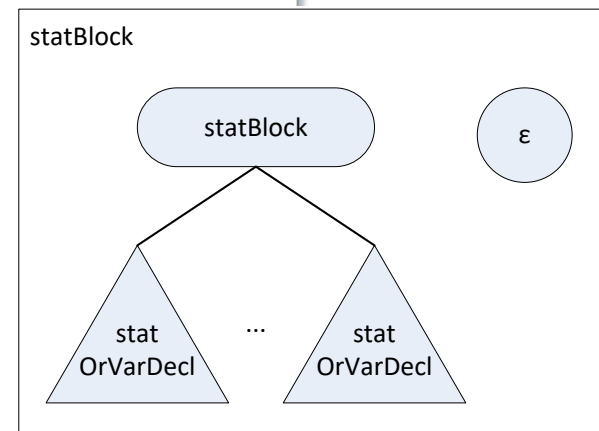 statBlock
statBlock
ε
stat
OrVarDecl
...
stat
OrVarDecl